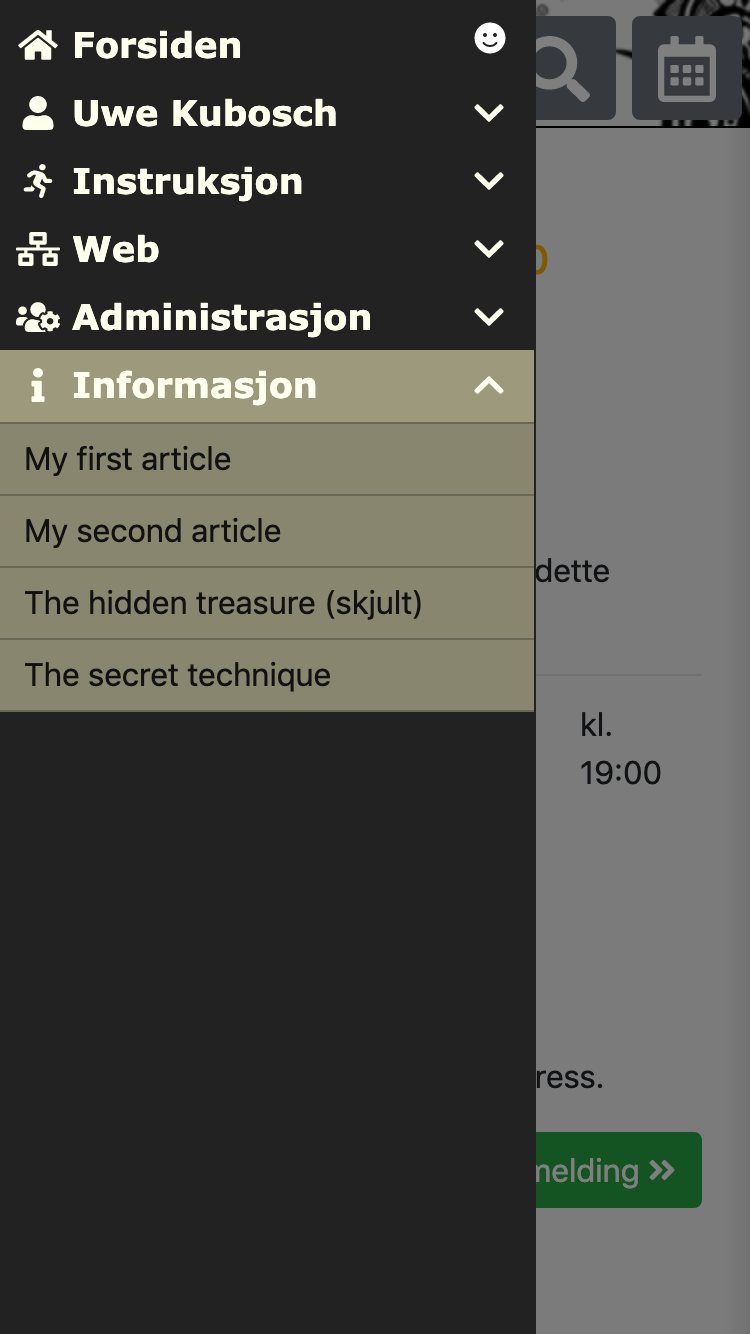 Forsiden
Uwe Kubosch
Instruksjon
Web
Administrasjon
Informasjon
My first article
My second article
The hidden treasure (skjult)
The secret technique
dette
kl.
19:00
ress.
melding